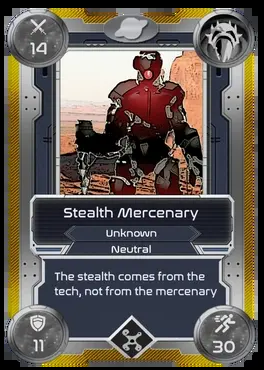 14
Stealth Mercenary
Unknown
Neutral
The stealth comes from the
tech, not from the mercenary
11
30